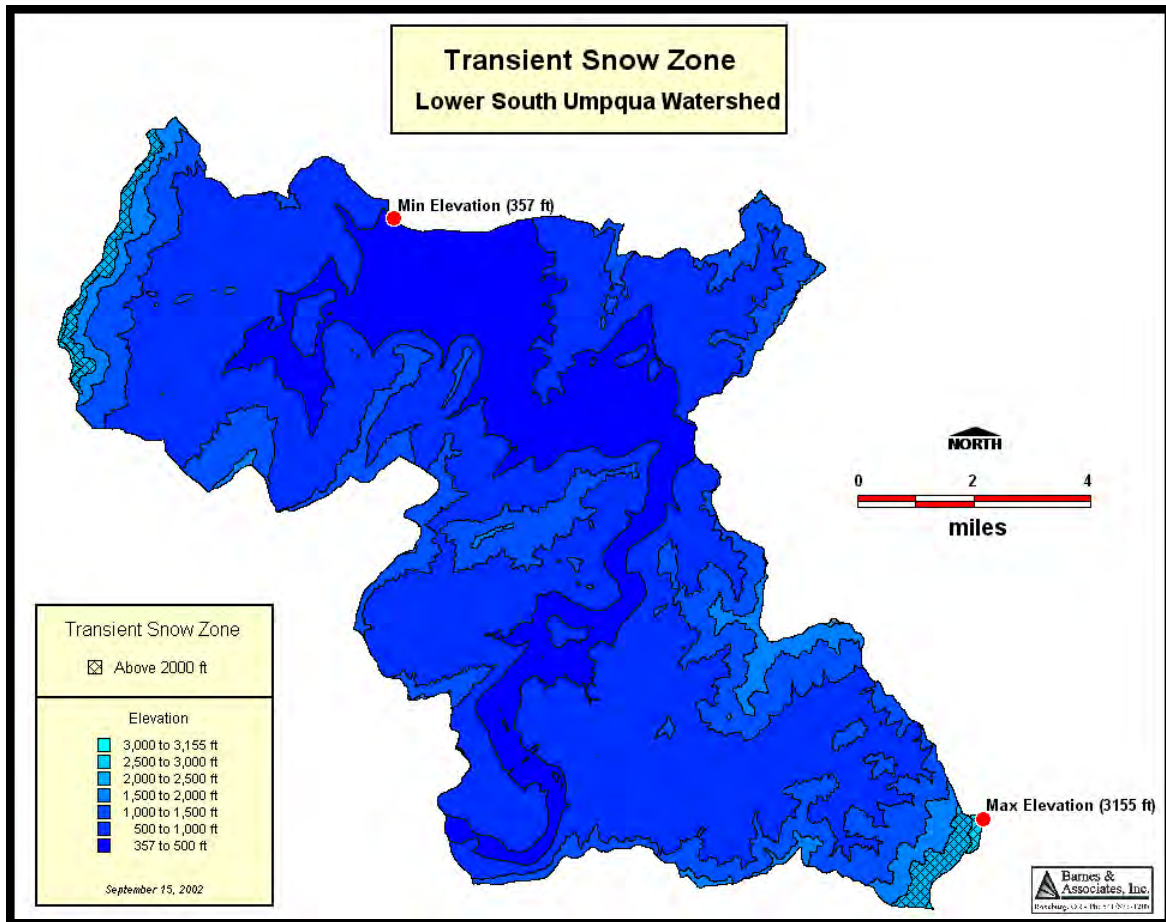 Transient Snow Zone
Lower South Umpqua Watershed
Min Elevation (357 ft)
NORTH
0 2 4
miles
Transient Snow Zone
Above 2000 ft
Elevation
3,000 to 3,155 ft
2,500 to 3,000 ft
2,000 to 2,500 ft
1,500 to 2,000 ft
1,000 to 1,500 ft
500 to 1,000 ft
357 to 500 ft
September 15, 2002
Max Elevation (3155 ft)
Barnes &
Associates, Inc.